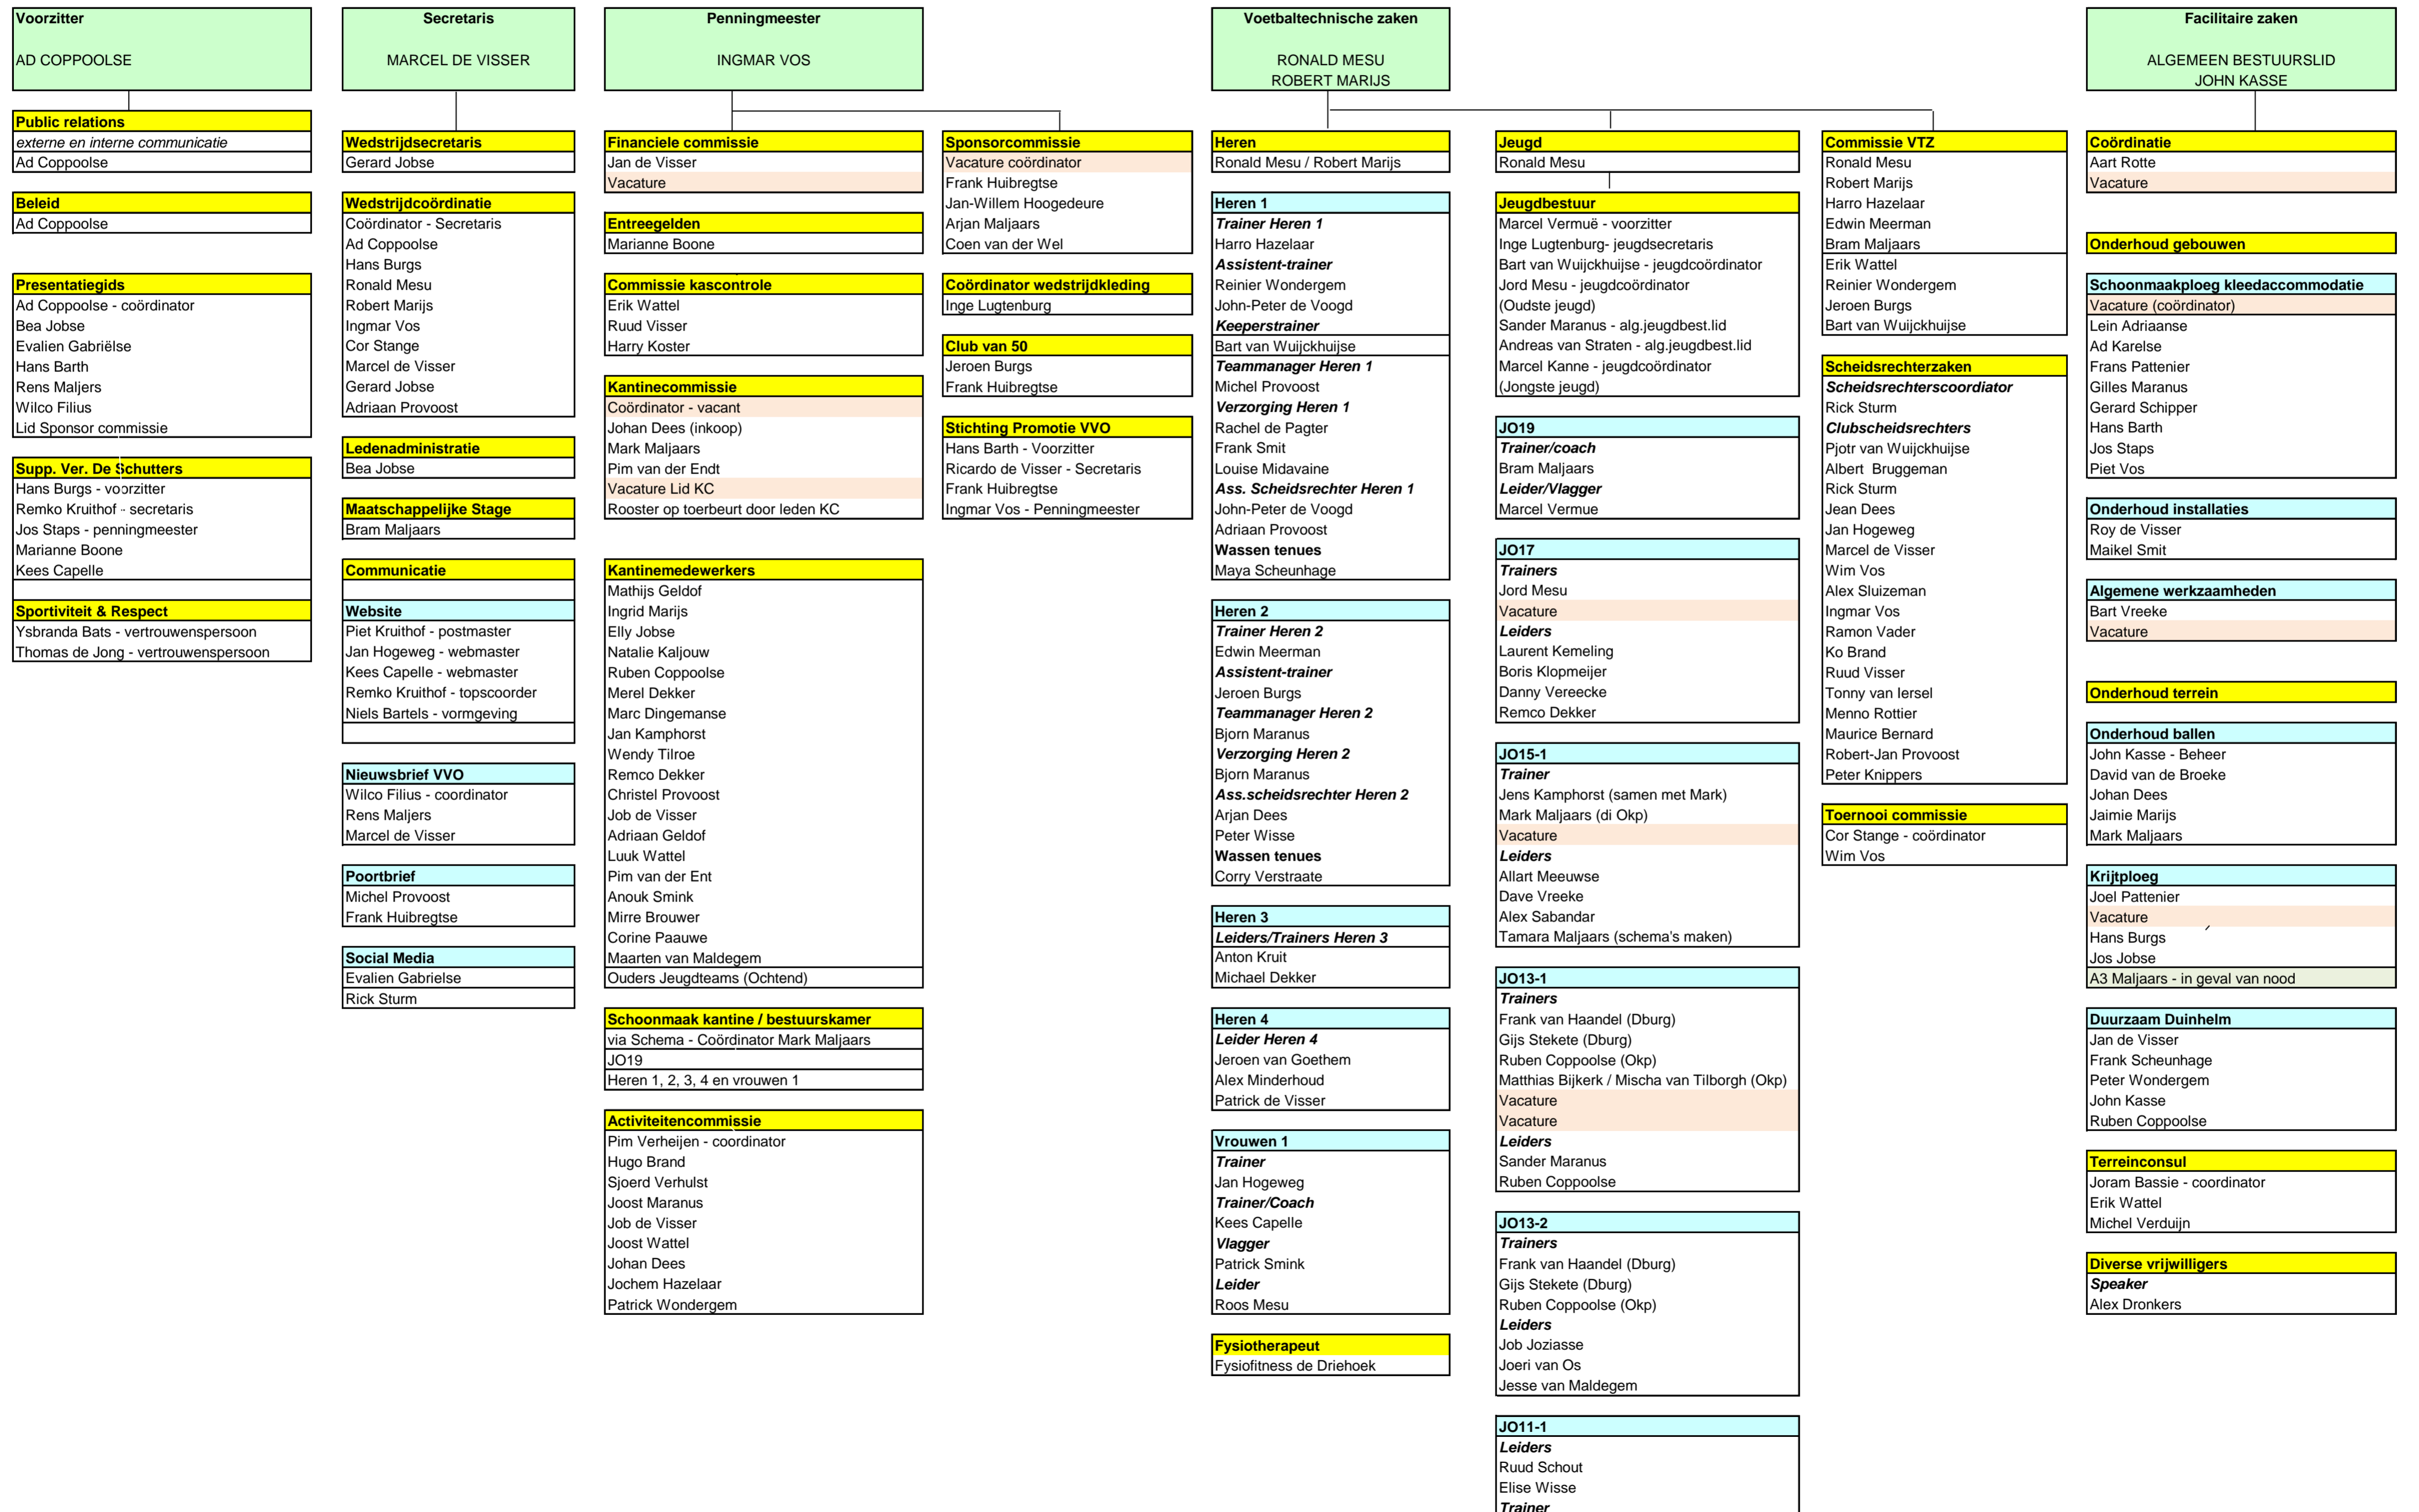 Voorzitter
AD COPPOOLSE
Public relations
externe en interne communicatie
Ad Coppoolse
Beleid
Ad Coppoolse
Presentatiegids
Ad Coppoolse - coördinator
Bea Jobse
Evalien Gabriëlse
Hans Barth
Rens Maljers
Wilco Filius
Lid Sponsor commissie
Supp. Ver. De Schutters
Hans Burgs - voorzitter
Remko Kruithof - secretaris
Jos Staps - penningmeester
Marianne Boone
Kees Capelle
Sportiviteit & Respect
Ysbranda Bats - vertrouwenspersoon
Thomas de Jong - vertrouwenspersoon
Secretaris
MARCEL DE VISSER
Wedstrijdsecretaris
Gerard Jobse
Wedstrijdcoördinatie
Coördinator - Secretaris
Ad Coppoolse
Hans Burgs
Ronald Mesu
Robert Marijs
Ingmar Vos
Cor Stange
Marcel de Visser
Gerard Jobse
Adriaan Provoost
Ledenadministratie
Bea Jobse
Maatschappelijke Stage
Bram Maljaars
Communicatie
Website
Piet Kruithof - postmaster
Jan Hogeweg - webmaster
Kees Capelle - webmaster
Remko Kruithof - topscoorder
Niels Bartels - vormgeving
Nieuwsbrief VVO
Wilco Filius - coordinator
Rens Maljers
Marcel de Visser
Poortbrief
Michel Provoost
Frank Huibregtse
Social Media
Evalien Gabrielse
Rick Sturm
Penningmeester
INGMAR VOS
Financiele commissie
Jan de Visser
Vacature
Entreegelden
Marianne Boone
Commissie kascontrole
Erik Wattel
Ruud Visser
Harry Koster
Kantinecommissie
Coördinator - vacant
Johan Dees (inkoop)
Mark Maljaars
Pim van der Endt
Vacature Lid KC
Rooster op toerbeurt door leden KC
Kantinemedewerkers
Mathijs Geldof
Ingrid Marijs
Elly Jobse
Natalie Kaljouw
Ruben Coppoolse
Merel Dekker
Marc Dingemanse
Jan Kamphorst
Wendy Tilroe
Remco Dekker
Christel Provoost
Job de Visser
Adriaan Geldof
Luuk Wattel
Pim van der Ent
Anouk Smink
Mirre Brouwer
Corine Paauwe
Maarten van Maldegem
Ouders Jeugdteams (Ochtend)
Schoonmaak kantine / bestuurskamer
via Schema - Coördinator Mark Maljaars
JO19
Heren 1, 2, 3, 4 en vrouwen 1
Activiteitencommissie
Pim Verheijen - coordinator
Hugo Brand
Sjoerd Verhulst
Joost Maranus
Job de Visser
Joost Wattel
Johan Dees
Jochem Hazelaar
Patrick Wondergem
Sponsorcommissie
Vacature coördinator
Frank Huibregtse
Jan-Willem Hoogedeure
Arjan Maljaars
Coen van der Wel
Coördinator wedstrijdkleding
Inge Lugtenburg
Club van 50
Jeroen Burgs
Frank Huibregtse
Stichting Promotie VVO
Hans Barth - Voorzitter
Ricardo de Visser - Secretaris
Frank Huibregtse
Ingmar Vos - Penningmeester
Voetbaltechnische zaken
RONALD MESU
ROBERT MARIJS
Heren
Ronald Mesu / Robert Marijs
Heren 1
Trainer Heren 1
Harro Hazelaar
Assistent-trainer
Reinier Wondergem
John-Peter de Voogd
Keeperstrainer
Bart van Wuijckhuijse
Teammanager Heren 1
Michel Provoost
Verzorging Heren 1
Rachel de Pagter
Frank Smit
Louise Midavaine
Ass. Scheidsrechter Heren 1
John-Peter de Voogd
Adriaan Provoost
Wassen tenues
Maya Scheunhage
Heren 2
Trainer Heren 2
Edwin Meerman
Assistent-trainer
Jeroen Burgs
Teammanager Heren 2
Bjorn Maranus
Verzorging Heren 2
Bjorn Maranus
Ass.scheidsrechter Heren 2
Arjan Dees
Peter Wisse
Wassen tenues
Corry Verstraate
Heren 3
Leiders/Trainers Heren 3
Anton Kruit
Michael Dekker
Heren 4
Leider Heren 4
Jeroen van Goethem
Alex Minderhoud
Patrick de Visser
Vrouwen 1
Trainer
Jan Hogeweg
Trainer/Coach
Kees Capelle
Vlagger
Patrick Smink
Leider
Roos Mesu
Fysiotherapeut
Fysiofitness de Driehoek
Jeugd
Ronald Mesu
Jeugdbestuur
Marcel Vermuë - voorzitter
Inge Lugtenburg- jeugdsecretaris
Bart van Wuijckhuijse - jeugdcoördinator
Jord Mesu - jeugdcoördinator
(Oudste jeugd)
Sander Maranus - alg.jeugdbest.lid
Andreas van Straten - alg.jeugdbest.lid
Marcel Kanne - jeugdcoördinator
(Jongste jeugd)
JO19
Trainer/coach
Bram Maljaars
Leider/Vlagger
Marcel Vermue
JO17
Trainers
Jord Mesu
Vacature
Leiders
Laurent Kemeling
Boris Klopmeijer
Danny Vereecke
Remco Dekker
JO15-1
Trainer
Jens Kamphorst (samen met Mark)
Mark Maljaars (di Okp)
Vacature
Leiders
Allart Meeuwse
Dave Vreeke
Alex Sabandar
Tamara Maljaars (schema's maken)
JO13-1
Trainers
Frank van Haandel (Dburg)
Gijs Stekete (Dburg)
Ruben Coppoolse (Okp)
Matthias Bijkerk / Mischa van Tilborgh (Okp)
Vacature
Vacature
Leiders
Sander Maranus
Ruben Coppoolse
JO13-2
Trainers
Frank van Haandel (Dburg)
Gijs Stekete (Dburg)
Ruben Coppoolse (Okp)
Leiders
Job Joziasse
Joeri van Os
Jesse van Maldegem
JO11-1
Leiders
Ruud Schout
Elise Wisse
Trainer
Commissie VTZ
Ronald Mesu
Robert Marijs
Harro Hazelaar
Edwin Meerman
Bram Maljaars
Erik Wattel
Reinier Wondergem
Jeroen Burgs
Bart van Wuijckhuijse
Scheidsrechterzaken
Scheidsrechterscoordiator
Rick Sturm
Clubscheidsrechters
Pjotr van Wuijckhuijse
Albert Bruggeman
Rick Sturm
Jean Dees
Jan Hogeweg
Marcel de Visser
Wim Vos
Alex Sluizeman
Ingmar Vos
Ramon Vader
Ko Brand
Ruud Visser
Tonny van Iersel
Menno Rottier
Maurice Bernard
Robert-Jan Provoost
Peter Knippers
Toernooi commissie
Cor Stange - coördinator
Wim Vos
Facilitaire zaken
ALGEMEEN BESTUURSLID
JOHN KASSE
Coördinatie
Aart Rotte
Vacature
Onderhoud gebouwen
Schoonmaakploeg kleedaccommodatie
Vacature (coördinator)
Lein Adriaanse
Ad Karelse
Frans Pattenier
Gilles Maranus
Gerard Schipper
Hans Barth
Jos Staps
Piet Vos
Onderhoud installaties
Roy de Visser
Maikel Smit
Algemene werkzaamheden
Bart Vreeke
Vacature
Onderhoud terrein
Onderhoud ballen
John Kasse - Beheer
David van de Broeke
Johan Dees
Jaimie Marijs
Mark Maljaars
Krijtploeg
Joel Pattenier
Vacature
Hans Burgs
Jos Jobse
A3 Maljaars - in geval van nood
Duurzaam Duinhelm
Jan de Visser
Frank Scheunhage
Peter Wondergem
John Kasse
Ruben Coppoolse
Terreinconsul
Joram Bassie - coordinator
Erik Wattel
Michel Verduijn
Diverse vrijwilligers
Speaker
Alex Dronkers